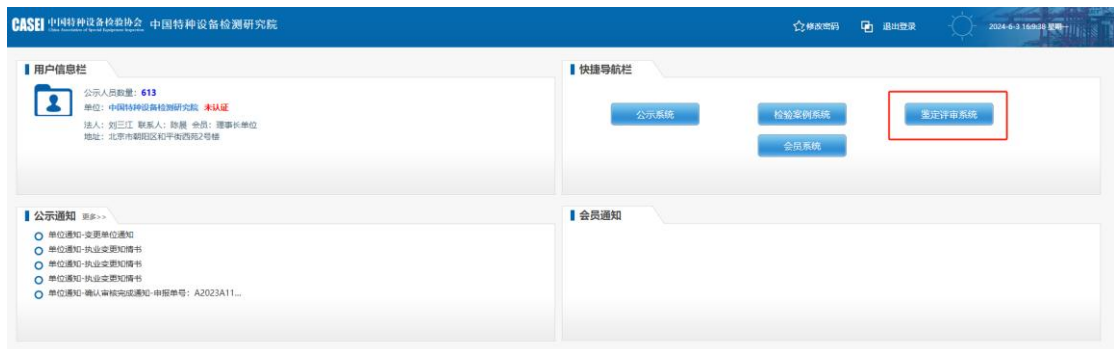 CASEI 中国特种设备检验协会 中国特种设备检测研究院
修改密码 退出登录 2024-6-3 16:9:38 星期一
用户信息栏
公示人员数量: 613
单位: 中国特种设备检测研究院 未认证
法人: 刘三江 联系人: 会员: 理事长单位
地址: 北京市朝阳区和平街西苑2号楼
快捷导航栏
公示系统 检验案例系统 鉴定评审系统
会员系统
公示通知 更多>>
单位通知-变更单位通知
单位通知-执业变更知情书
单位通知-执业变更知情书
单位通知-执业变更知情书
单位通知-确认审核完成通知-申报单号: A2023A11...
会员通知